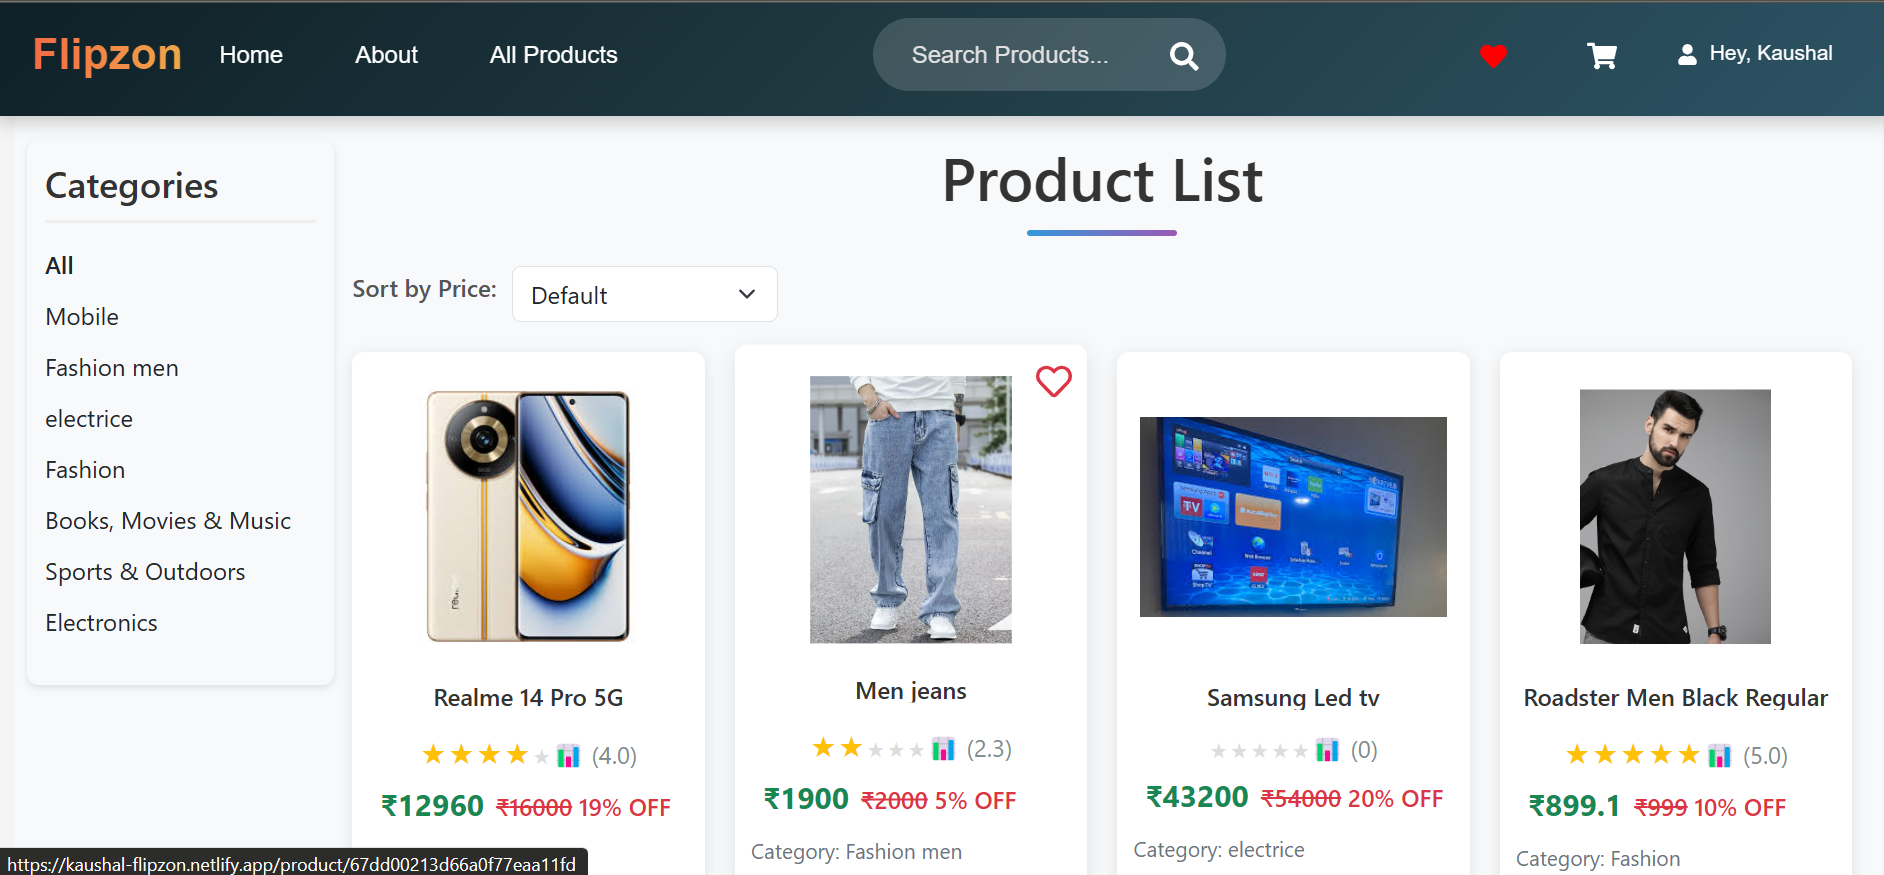 Flipzon Home About All Products Search Products... Hey, Kaushal
Categories
All
Mobile
Fashion men
electrice
Fashion
Books, Movies & Music
Sports & Outdoors
Electronics
Product List
Sort by Price: Default
Realme 14 Pro 5G
(4.0)
₹12960 ₹16000 19% OFF
Men jeans
(2.3)
₹1900 ₹2000 5% OFF
Category: Fashion men
Samsung Led tv
(0)
₹43200 ₹54000 20% OFF
Category: electrice
Roadster Men Black Regular
(5.0)
₹899.1 ₹999 10% OFF
Category: Fashion
https://kaushal-flipzon.netlify.app/product/67dd00213d66a0f77eaa11fd